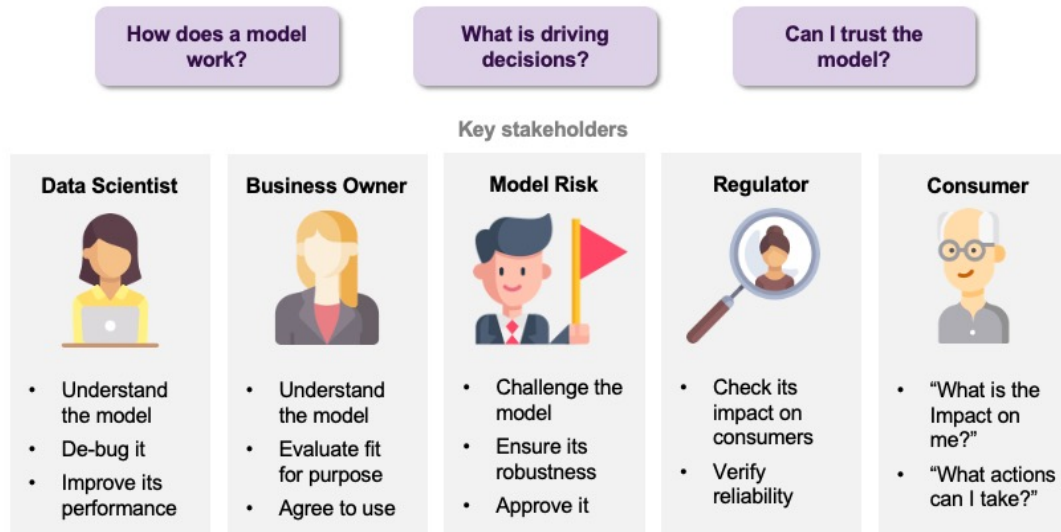 How does a model
work?
What is driving
decisions?
Can I trust the
model?
Key stakeholders
Data Scientist
• Understand
the model
• De-bug it
• Improve its
performance
Business Owner
• Understand
the model
• Evaluate fit
for purpose
• Agree to use
Model Risk
• Challenge the
model
• Ensure its
robustness
• Approve it
Regulator
• Check its
impact on
consumers
• Verify
reliability
Consumer
• “What is the
Impact on
me?”
• “What actions
can I take?”